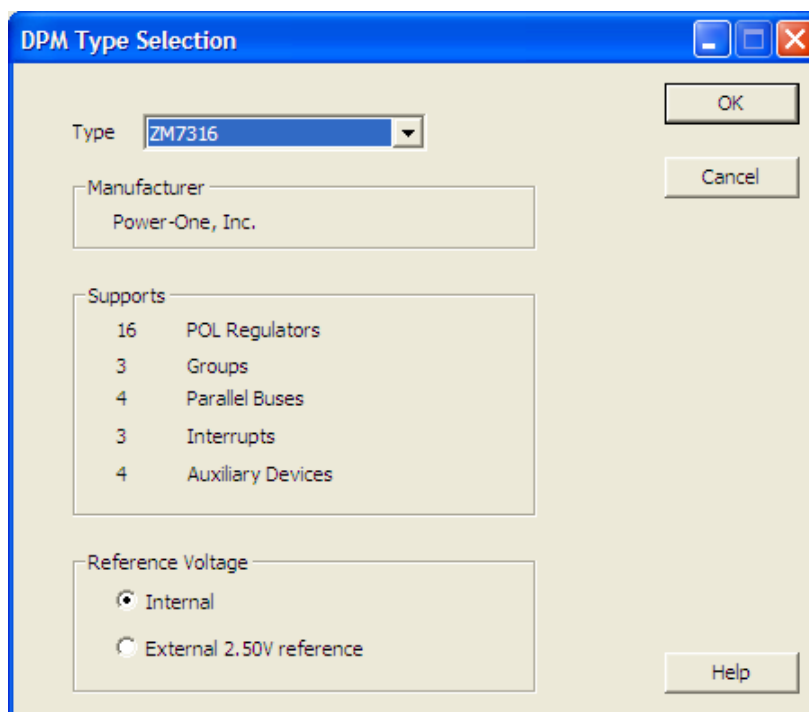 DPM Type Selection
OK
Type ZM7316
Cancel
Manufacturer
Power-One, Inc.
Supports
16 POL Regulators
3 Groups
4 Parallel Buses
3 Interrupts
4 Auxiliary Devices
Reference Voltage
Internal
External 2.50V reference
Help